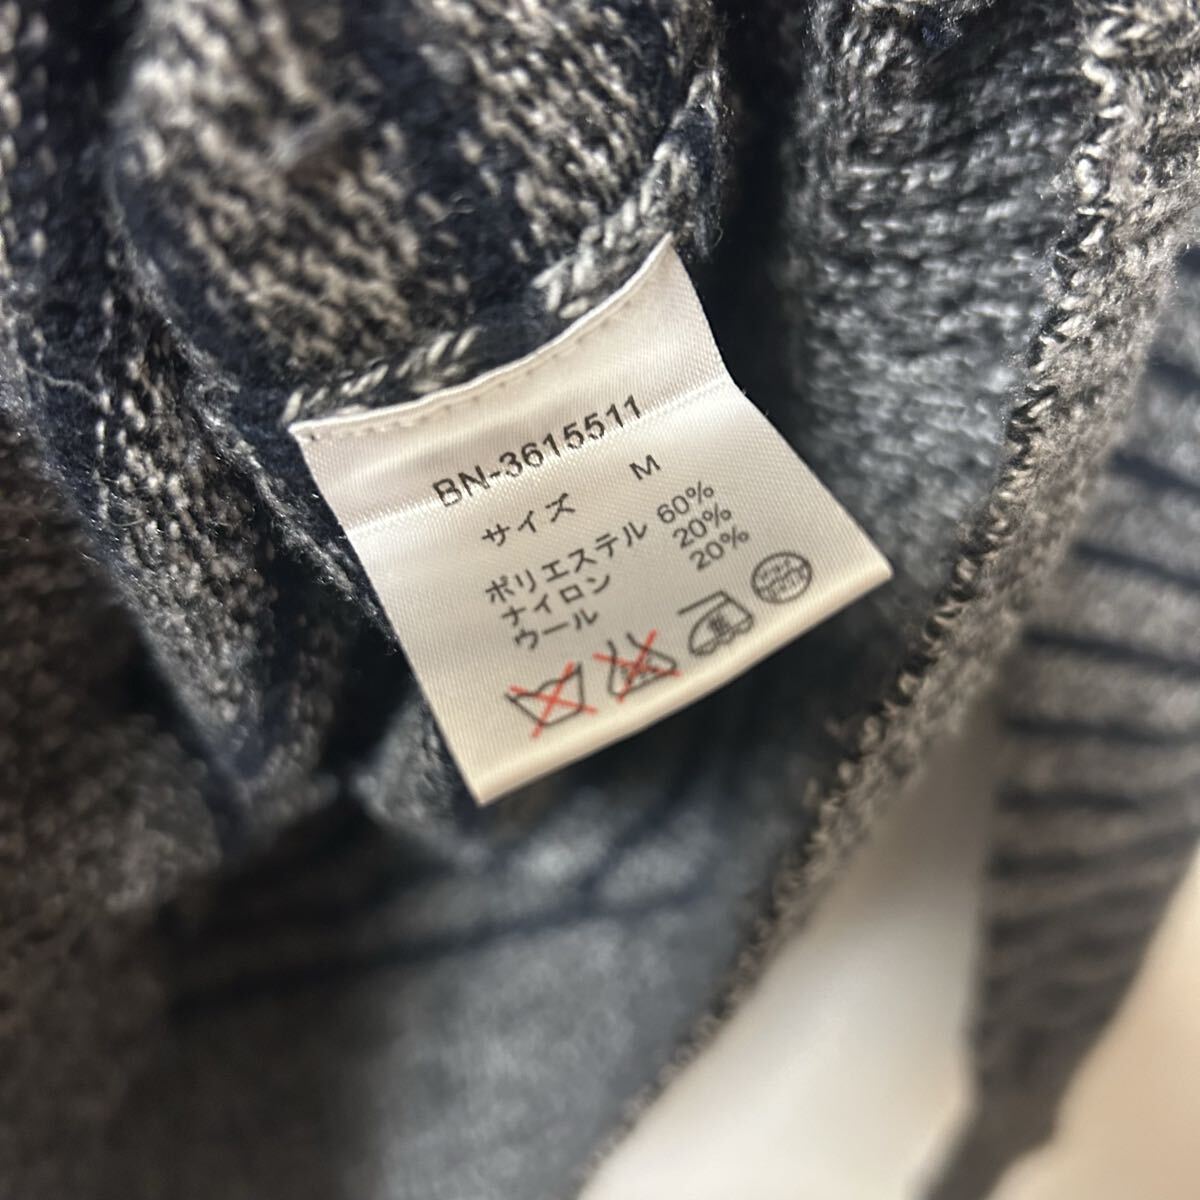 BN-3615511
サイズ M
ポリエステル 60%
ナイロン 20%
ウール 20%